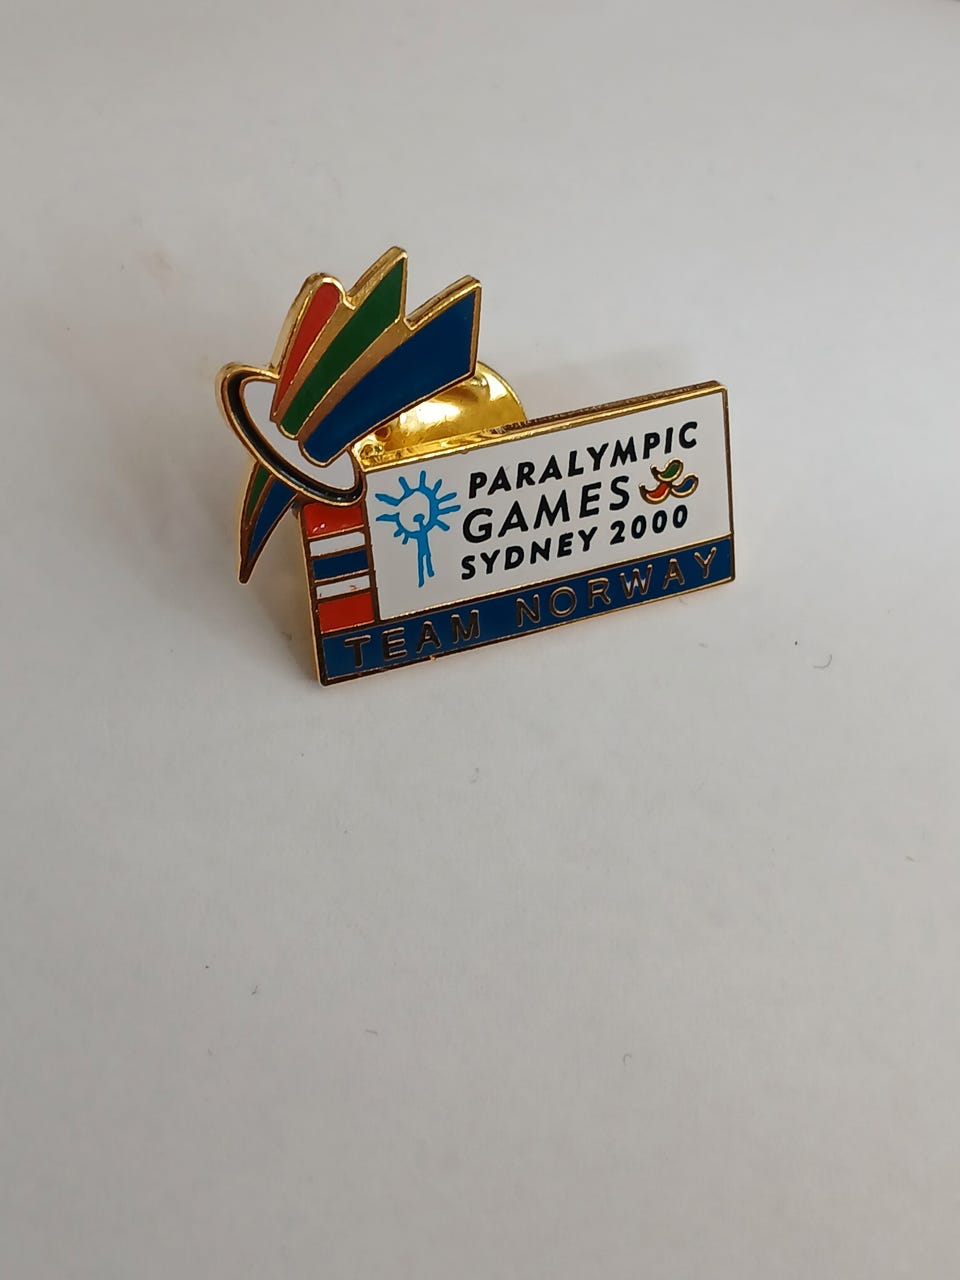 PARALYMPIC
GAMES
SYDNEY 2000
TEAM NORWAY